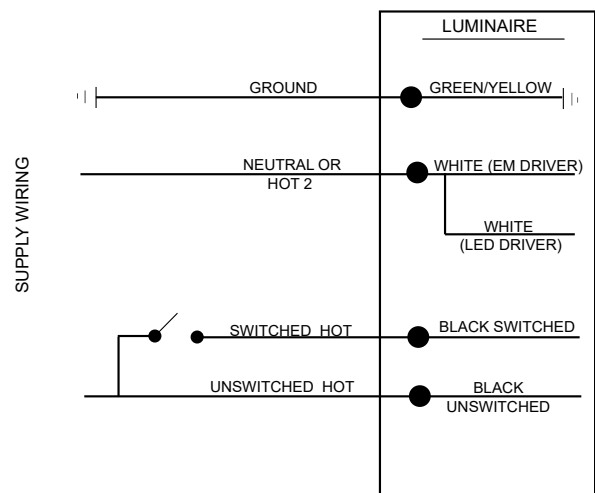 LUMINAIRE
GROUND
GREEN/YELLOW
SUPPLY WIRING
NEUTRAL OR
HOT 2
WHITE (EM DRIVER)
WHITE
(LED DRIVER)
SWITCHED HOT
BLACK SWITCHED
UNSWITCHED HOT
BLACK
UNSWITCHED